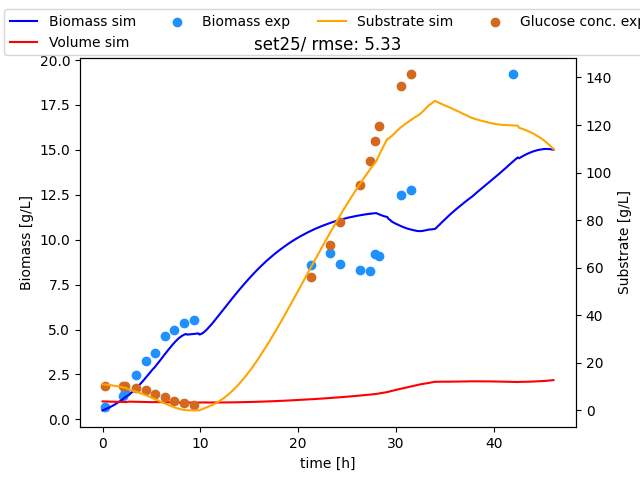 Biomass sim Biomass exp Substrate sim Glucose conc. exp
Volume sim
set25/ rmse: 5.33
20.0 17.5 15.0 12.5 10.0 7.5 5.0 2.5 0.0
Biomass [g/L]
140 120 100 80 60 40 20 0
Substrate [g/L]
0 10 20 30 40
time [h]